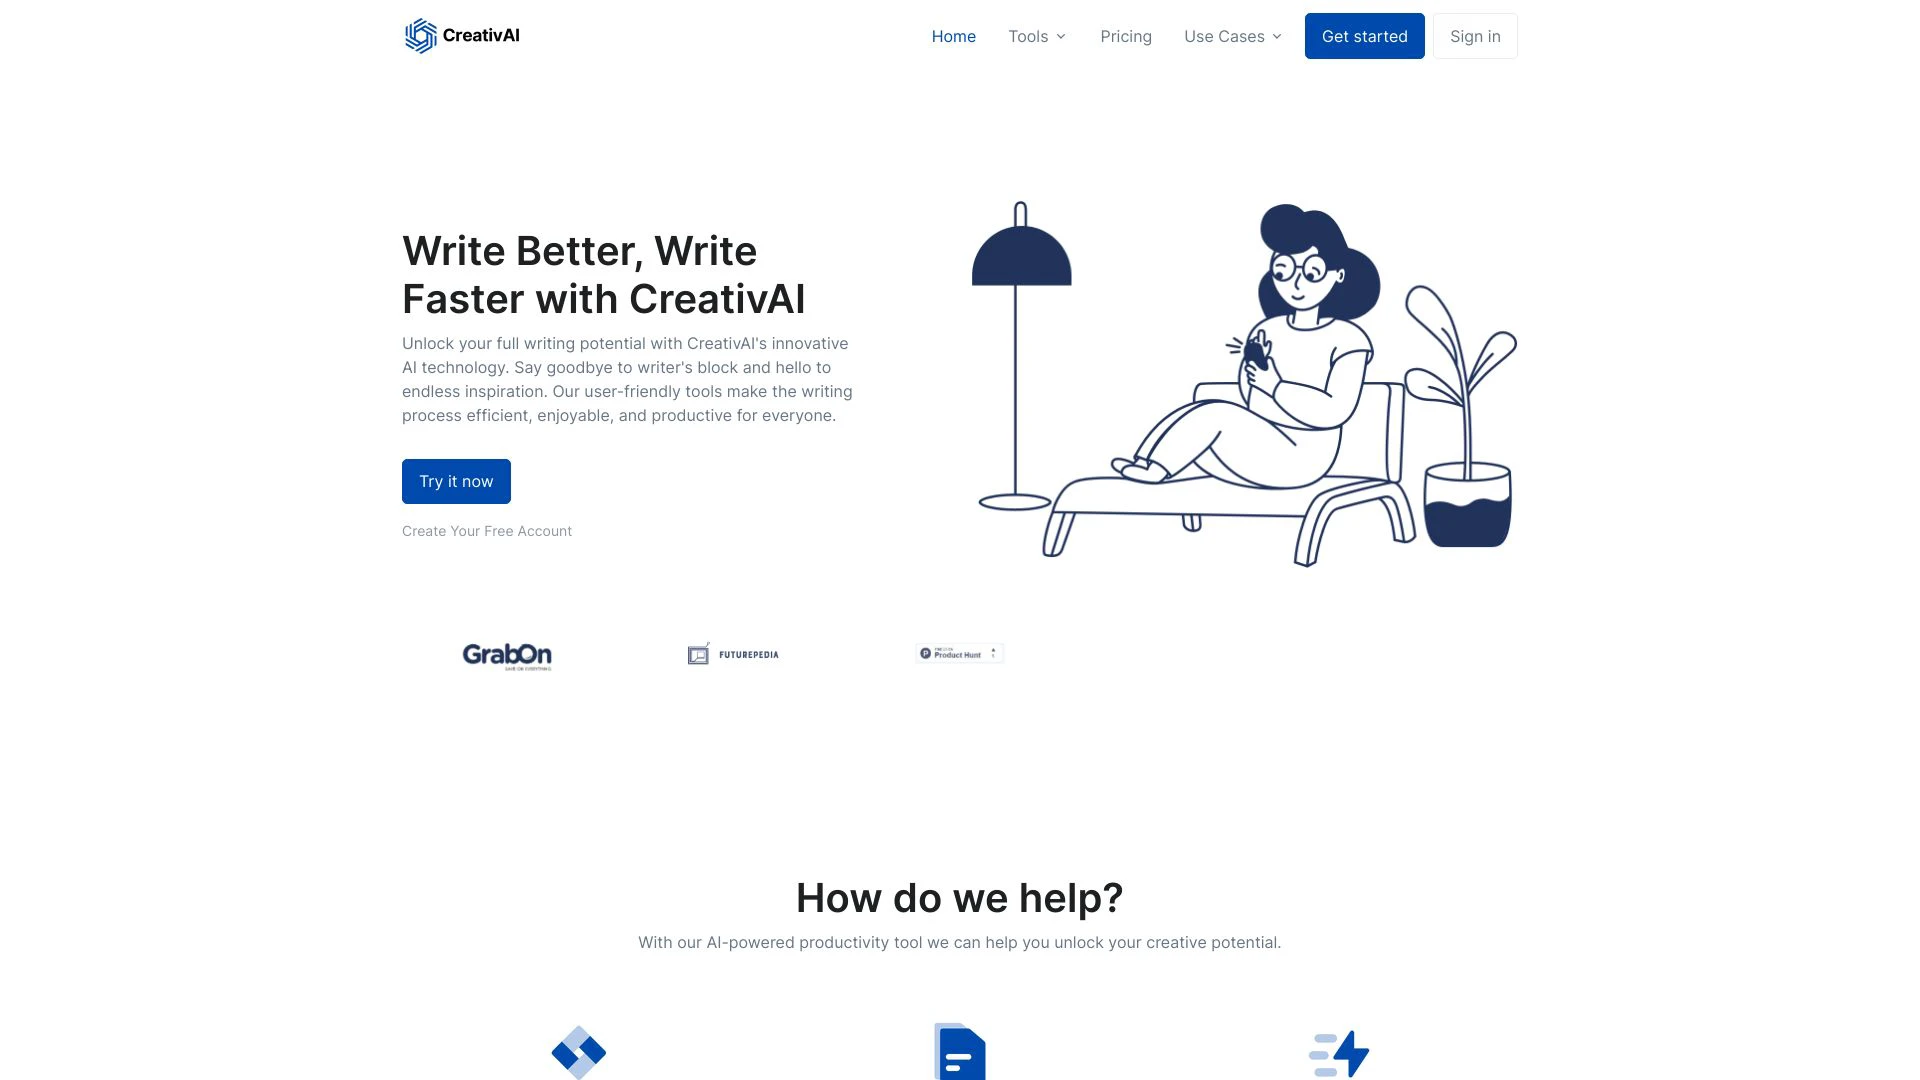 CreativAI
Home
Tools
Pricing
Use Cases
Get started
Sign in
Write Better, Write
Faster with CreativAI
Unlock your full writing potential with CreativAI's innovative
AI technology. Say goodbye to writer's block and hello to
endless inspiration. Our user-friendly tools make the writing
process efficient, enjoyable, and productive for everyone.
Try it now
Create Your Free Account
GrabOn
SAVE ON EVERYTHING
FUTUREPEDIA
Product Hunt
How do we help?
With our AI-powered productivity tool we can help you unlock your creative potential.